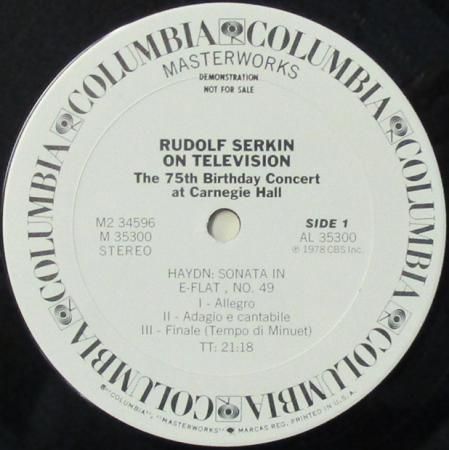 COLUMBIA COLUMBIA COLUMBIA COLUMBIA COLUMBIA COLUMBIA
MASTERWORKS
DEMONSTRATION
NOT FOR SALE
RUDOLF SERKIN
ON TELEVISION
The 75th Birthday Concert
at Carnegie Hall
M2 34596
M 35300
STEREO
SIDE 1
AL 35300
℗ 1978 CBS Inc.
HAYDN: SONATA IN
E-FLAT , NO. 49
I - Allegro
II - Adagio e cantabile
III - Finale (Tempo di Minuet)
TT: 21:18
"COLUMBIA", "MASTERWORKS", MARCAS REG. PRINTED IN U.S.A.